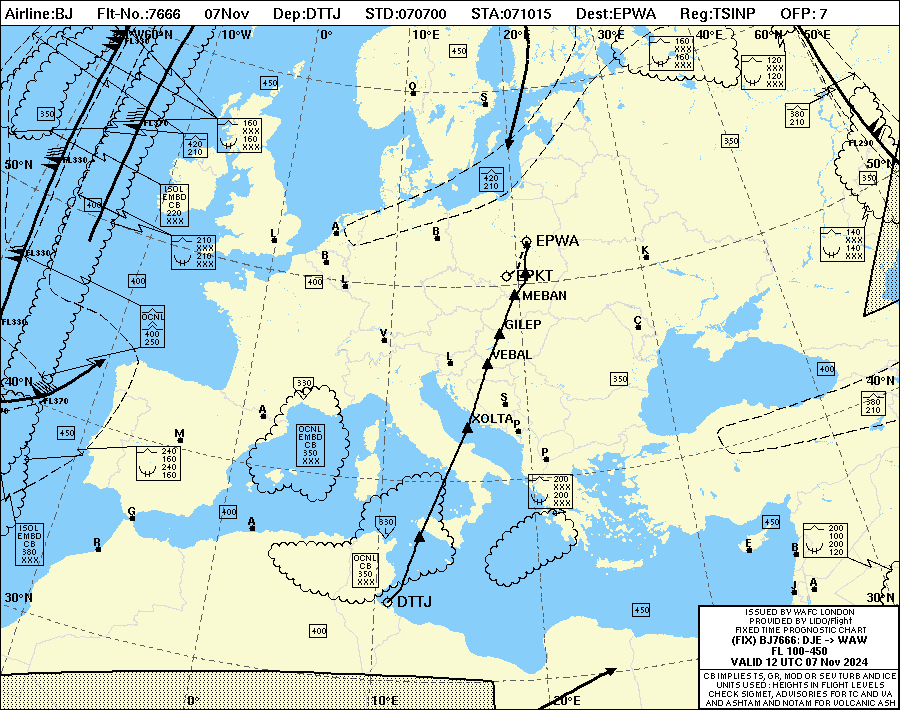 Airline:BJ Flt-No.:7666 07Nov Dep:DTTJ STD:070700 STA:071015 Dest:EPWA Reg:TSINP OFP: 7
W60°N 10°W 0° 10°E 20°E 30°E 40°E 60°N 50°E
FL330
450
160
XXX
160
XXX
120
XXX
120
XXX
450
O
S
350
FL370
160
XXX
160
XXX
380
210
420
210
350
FL290
50°N
FL330
50°N
350
420
210
ISOL
EMBD
CB
220
XXX
400
L
A
B
EPWA
210
XXX
210
XXX
140
XXX
140
XXX
FL330
B
K
400
L
400
EPKT
MEBAN
OCNL
400
250
FL330
GILEP
C
V
VEBAL
L
400
40°N
350
40°N
330
FL370
S
380
210
A
XOLTA
P
450
M
OCNL
EMBD
CB
350
XXX
240
160
240
160
P
200
XXX
200
XXX
G
400
A
330
L
450
200
100
200
120
ISOL
EMBD
CB
380
XXX
R
E
B
OCNL
CB
350
XXX
J
A
30°N
DTTJ
30°N
450
400
ISSUED BY WAFC LONDON
PROVIDED BY LIDO/Flight
FIXED TIME PROGNOSTIC CHART
(FIX) BJ7666: DJE -> WAW
FL 100-450
VALID 12 UTC 07 Nov 2024
CB IMPLIES TS, GR, MOD OR SEV TURB AND ICE
UNITS USED : HEIGHTS IN FLIGHT LEVELS
CHECK SIGMET, ADVISORIES FOR TC AND VA
AND ASHTAM AND NOTAM FOR VOLCANIC ASH
0° 10°E 20°E